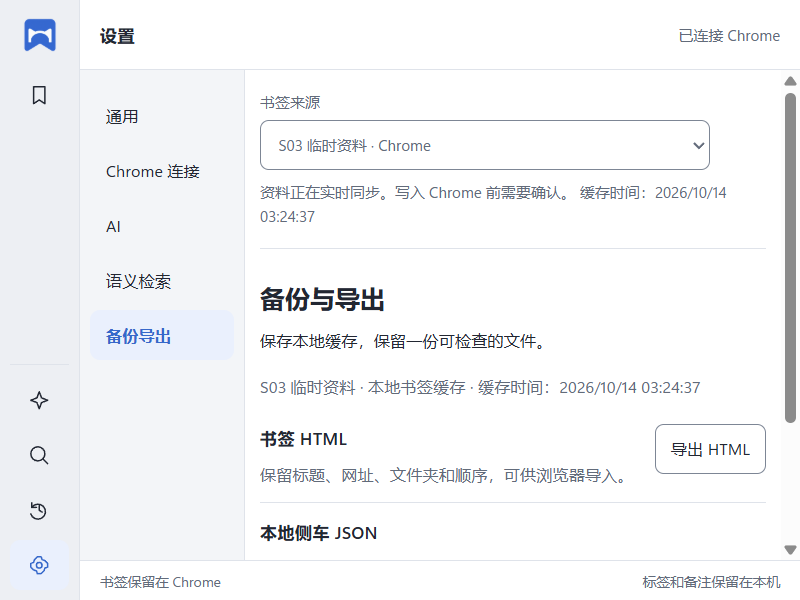 设置
已连接 Chrome
通用
Chrome 连接
AI
语义检索
备份导出
书签来源
S03 临时资料 · Chrome
资料正在实时同步。写入 Chrome 前需要确认。 缓存时间：2026/10/14
03:24:37
备份与导出
保存本地缓存，保留一份可检查的文件。
S03 临时资料 · 本地书签缓存 · 缓存时间：2026/10/14 03:24:37
书签 HTML
导出 HTML
保留标题、网址、文件夹和顺序，可供浏览器导入。
本地侧车 JSON
书签保留在 Chrome
标签和备注保留在本机